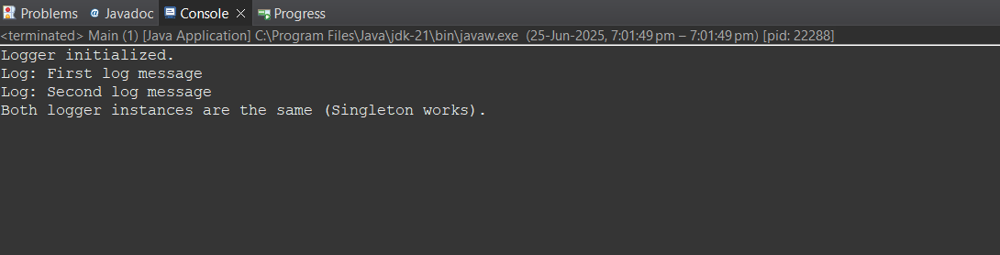 Problems Javadoc Console Progress
<terminated> Main (1) [Java Application] C:\Program Files\Java\jdk-21\bin\javaw.exe (25-Jun-2025, 7:01:49 pm – 7:01:49 pm) [pid: 22288]
Logger initialized.
Log: First log message
Log: Second log message
Both logger instances are the same (Singleton works).